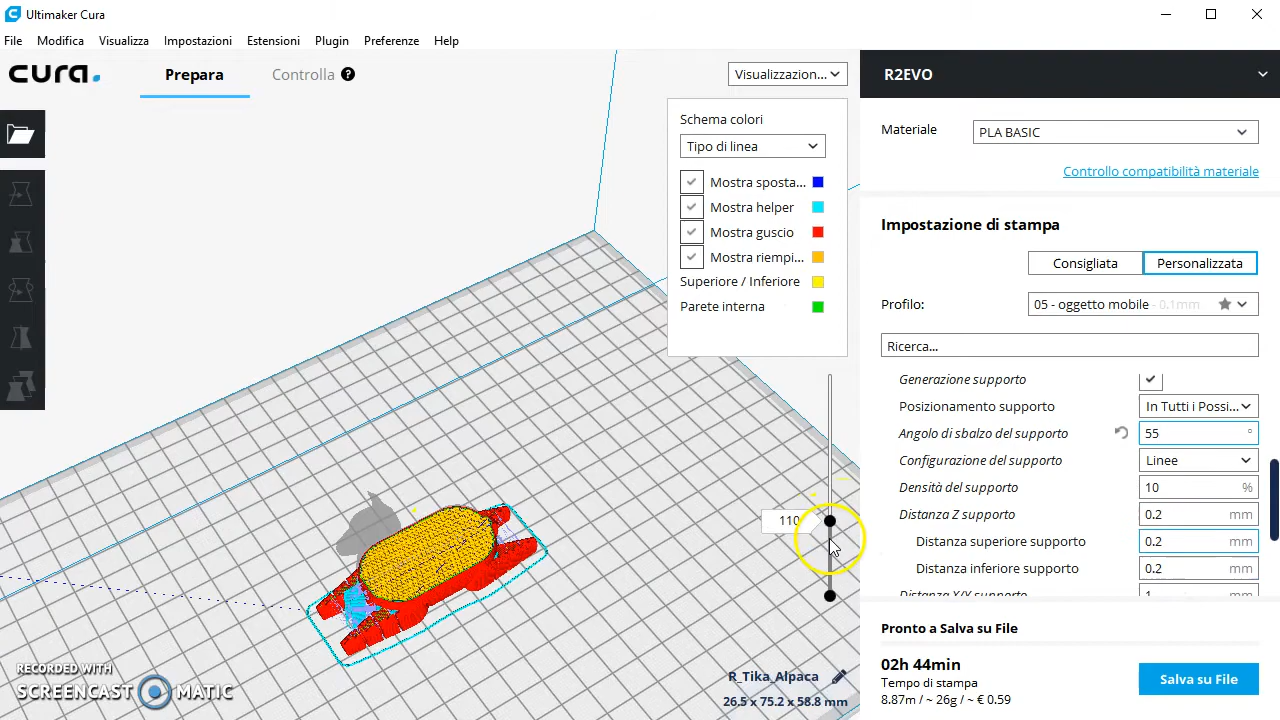 Ultimaker Cura
File Modifica Visualizza Impostazioni Estensioni Plugin Preferenze Help
cura. Prepara Controlla ?
Visualizzazion...
Schema colori
Tipo di linea
Mostra sposta...
Mostra helper
Mostra guscio
Mostra riempi...
Superiore / Inferiore
Parete interna
110
R_Tika_Alpaca
26.5 x 75.2 x 58.8 mm
RECORDED WITH
SCREENCAST MATIC
R2EVO
Materiale PLA BASIC
Controllo compatibilità materiale
Impostazione di stampa
Consigliata Personalizzata
Profilo: 05 - oggetto mobile - 0.1mm
Ricerca...
Generazione supporto
Posizionamento supporto In Tutti i Possi...
Angolo di sbalzo del supporto 55 °
Configurazione del supporto Linee
Densità del supporto 10 %
Distanza Z supporto 0.2 mm
Distanza superiore supporto 0.2 mm
Distanza inferiore supporto 0.2 mm
Distanza X/Y supporto 1 mm
Pronto a Salva su File
02h 44min
Tempo di stampa
8.87m / ~ 26g / ~ € 0.59
Salva su File